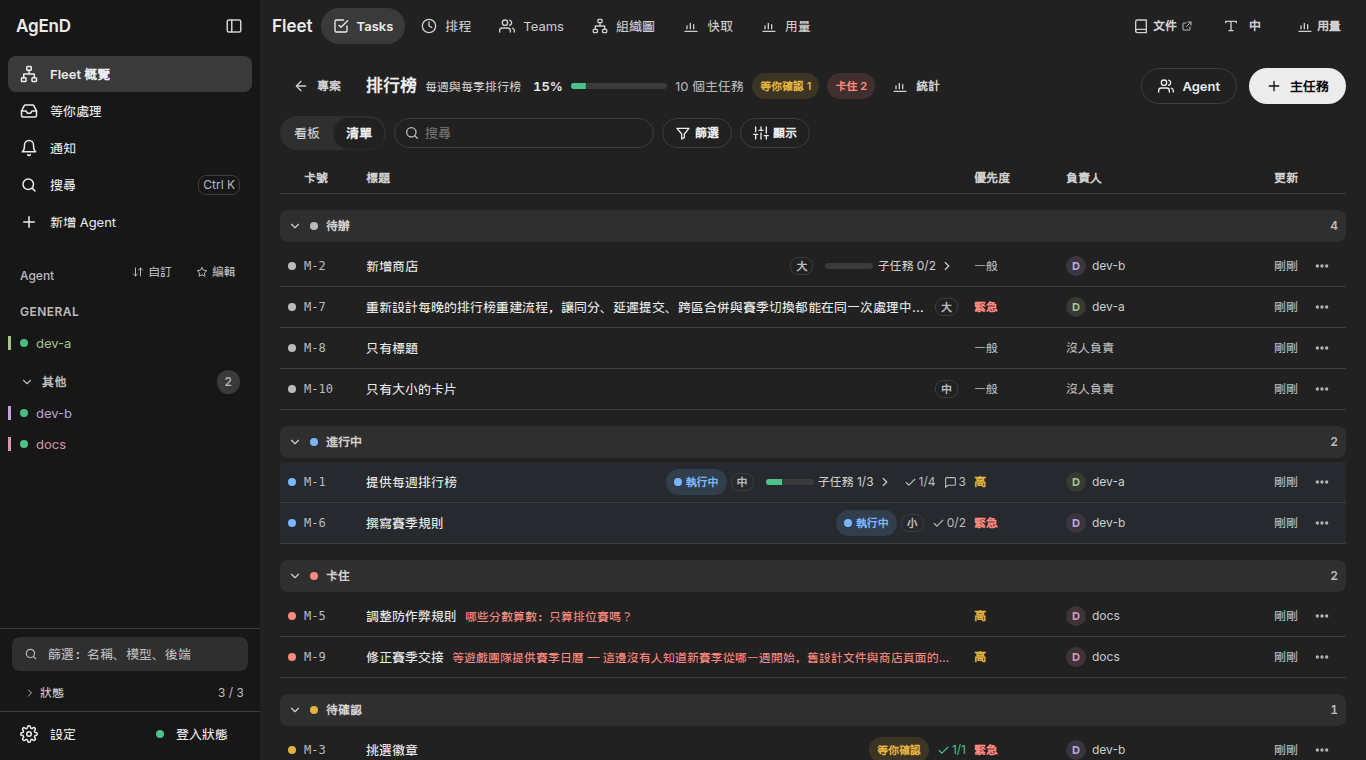 AgEnD
Fleet 概覽
等你處理
通知
搜尋 Ctrl K
新增 Agent
Agent 自訂 編輯
GENERAL
dev-a
其他 2
dev-b
docs
篩選：名稱、模型、後端
狀態 3 / 3
設定 登入狀態
Fleet Tasks 排程 Teams 組織圖 快取 用量 文件 中 用量
專案 排行榜 每週與每季排行榜 15% 10 個主任務 等你確認 1 卡住 2 統計 Agent 主任務
看板 清單 搜尋 篩選 顯示
卡號 標題 優先度 負責人 更新
待辦 4
M-2 新增商店 大 子任務 0/2 一般 D dev-b 剛剛
M-7 重新設計每晚的排行榜重建流程，讓同分、延遲提交、跨區合併與賽季切換都能在同一次處理中... 大 緊急 D dev-a 剛剛
M-8 只有標題 一般 沒人負責 剛剛
M-10 只有大小的卡片 中 一般 沒人負責 剛剛
進行中 2
M-1 提供每週排行榜 執行中 中 子任務 1/3 1/4 3 高 D dev-a 剛剛
M-6 撰寫賽季規則 執行中 小 0/2 緊急 D dev-b 剛剛
卡住 2
M-5 調整防作弊規則 哪些分數算數：只算排位賽嗎？ 高 D docs 剛剛
M-9 修正賽季交接 等遊戲團隊提供賽季日曆 — 這邊沒有人知道新賽季從哪一週開始，舊設計文件與商店頁面的... 高 D docs 剛剛
待確認 1
M-3 挑選徽章 等你確認 1/1 緊急 D dev-b 剛剛